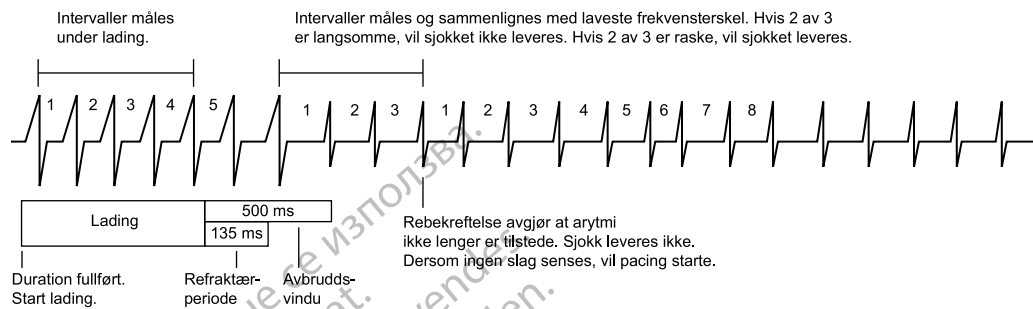 Intervaller måles
under lading.
Intervaller måles og sammenlignes med laveste frekvensterskel. Hvis 2 av 3
er langsomme, vil sjokket ikke leveres. Hvis 2 av 3 er raske, vil sjokket leveres.
1 2 3 4 5 1 2 3 1 2 3 4 5 6 7 8
Lading
500 ms
135 ms
Duration fullført.
Start lading.
Refraktær-
periode
Avbrudds-
vindu
Rebekreftelse avgjør at arytmi
ikke lenger er tilstede. Sjokk leveres ikke.
Dersom ingen slag senses, vil pacing starte.
се използва.